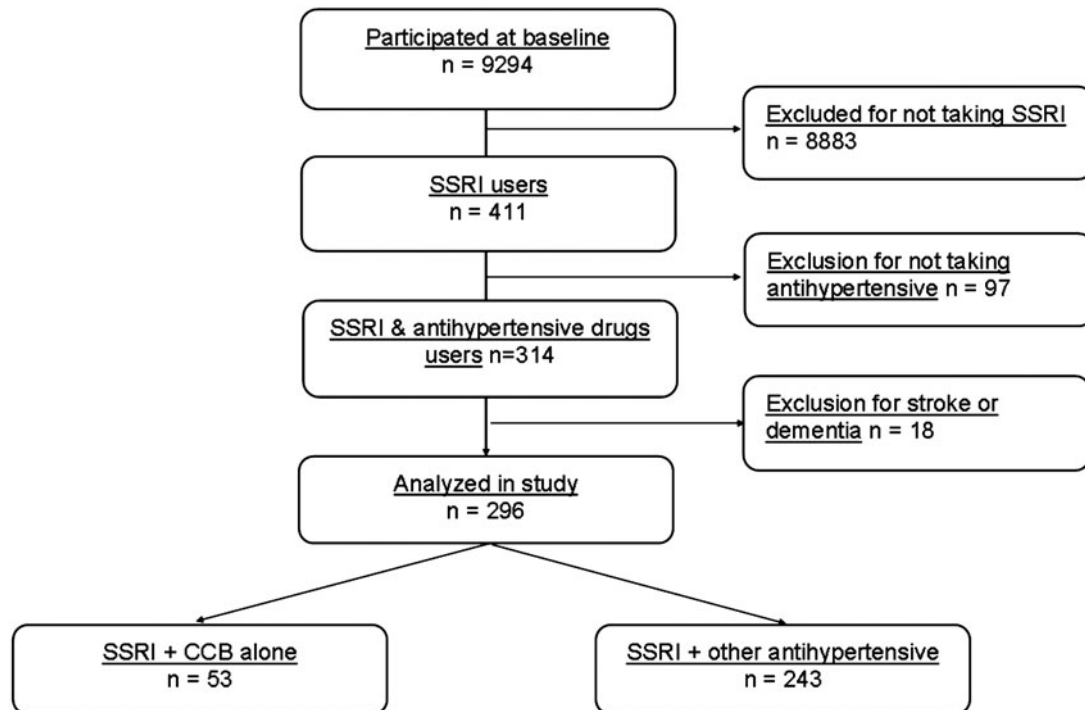 Participated at baseline
n = 9294
Excluded for not taking SSRI
n = 8883
SSRI users
n = 411
Exclusion for not taking
antihypertensive n = 97
SSRI & antihypertensive drugs
users n=314
Exclusion for stroke or
dementia n = 18
Analyzed in study
n = 296
SSRI + CCB alone
n = 53
SSRI + other antihypertensive
n = 243